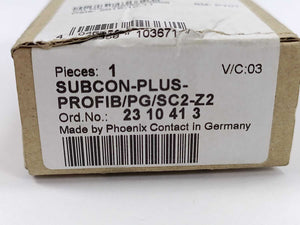 103671
Pieces: 1 V/C:03
SUBCON-PLUS-
PROFIB/PG/SC2-Z2
Ord.No.: 23 10 41 3
Made by Phoenix Contact in Germany